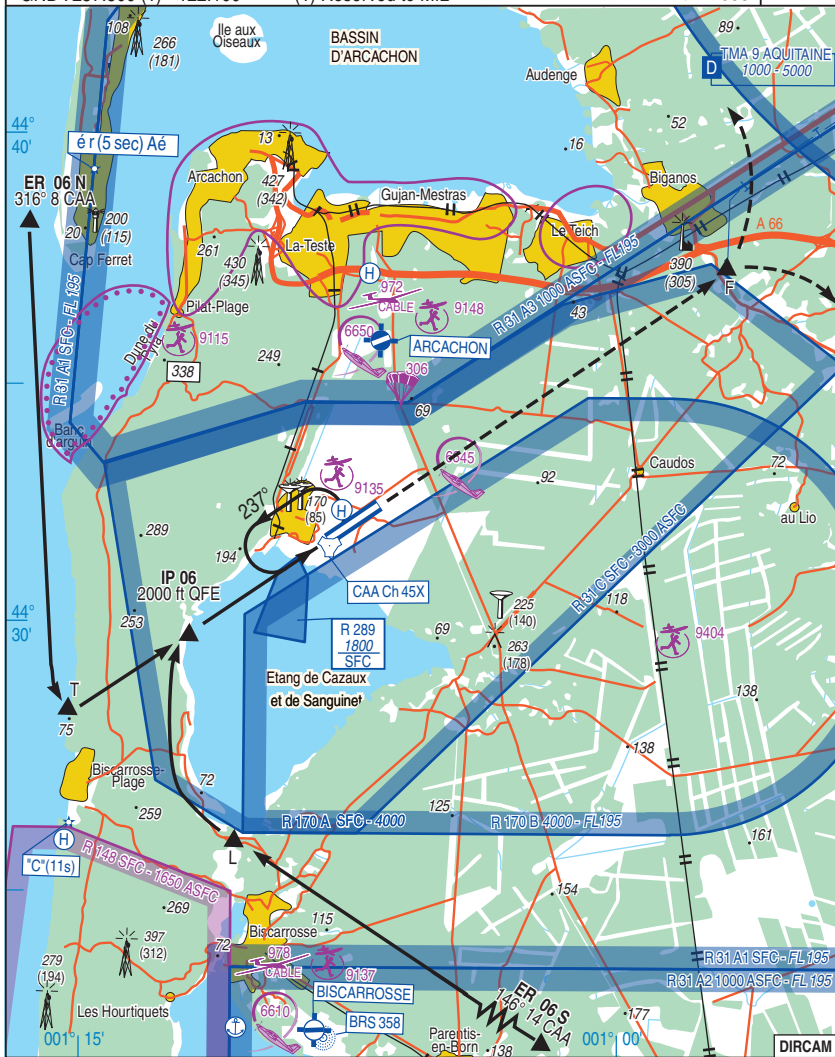 108
266
(181)
Ile aux
Oiseaux
BASSIN
D'ARCACHON
89
TMA 9 AQUITAINE
1000 - 5000
D
Audenge
52
44°
40'
13
16
é r (5 sec) Aé
ER 06 N
316° 8 CAA
Arcachon
427
(342)
Biganos
Gujan-Mestras
200
(115)
20
Cap Ferret
261
La-Teste
Le Teich
A 66
430
(345)
H
390
(305)
F
972
CABLE
9148
R 31 A3 1000 ASFC - FL195
43
Pilat-Plage
9115
6650
ARCACHON
R 31 A1 SFC - FL 195
Dune du
Pyla
338
249
306
69
Banc
d'arguin
6645
Caudos
72
92
9135
237°
170
(85)
H
au Lio
289
194
IP 06
2000 ft QFE
CAA Ch 45X
R 31 C SFC - 3000 ASFC
44°
30'
253
R 289
1800
SFC
69
225
(140)
118
263
(178)
9404
Etang de Cazaux
et de Sanguinet
138
T
75
138
Biscarrosse-
Plage
72
259
125
R 170 A SFC - 4000
R 170 B 4000 - FL195
161
L
H
"C"(11s)
R 148 SFC - 1650 ASFC
154
269
Biscarrosse
115
397
(312)
72
978
CABLE
9137
R 31 A1 SFC - FL 195
279
(194)
BISCARROSSE
ER 06 S
146° 14 CAA
R 31 A2 1000 ASFC - FL 195
6610
BRS 358
Les Hourtiquets
177
Parentis-
en-Born
138
001° 15'
001° 00'
DIRCAM